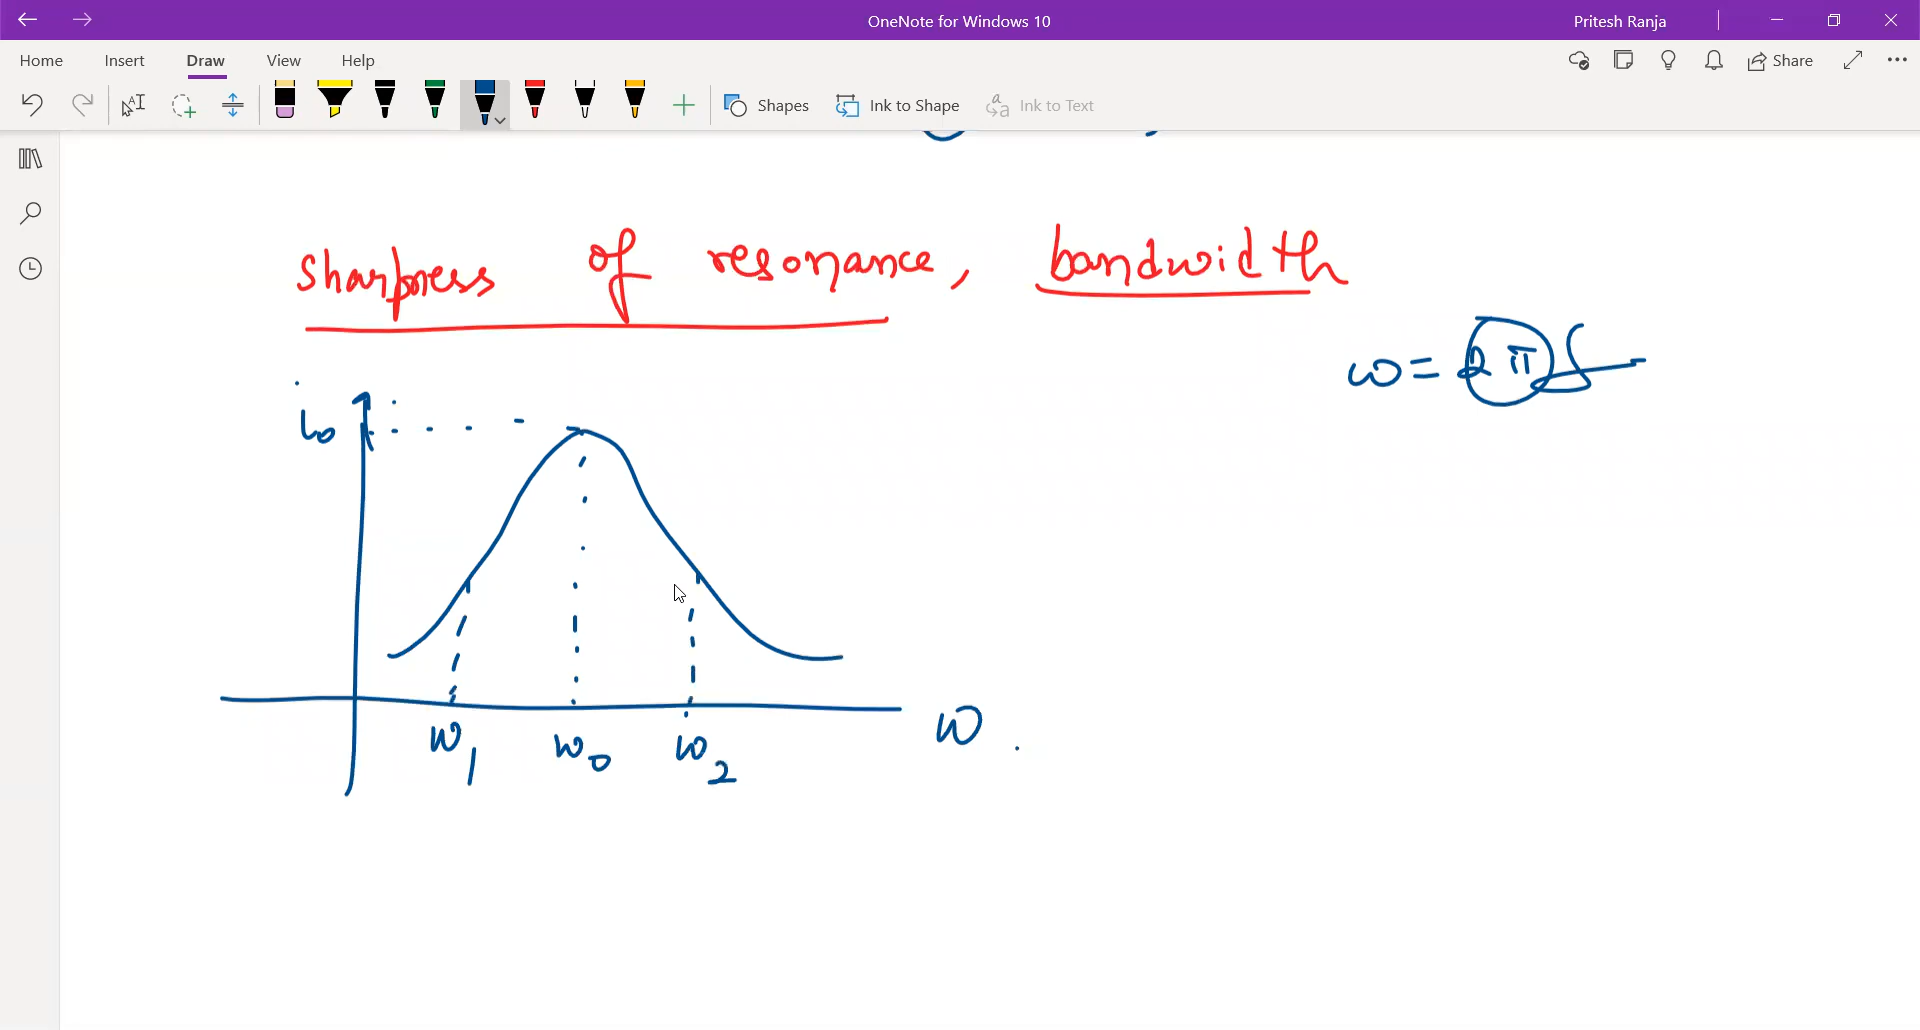 OneNote for Windows 10
Pritesh Ranja
Home Insert Draw View Help
Share
Shapes Ink to Shape Ink to Text
sharpness of resonance, bandwidth
ω = 2πf
i₀
ω
ω₁ ω₀ ω₂